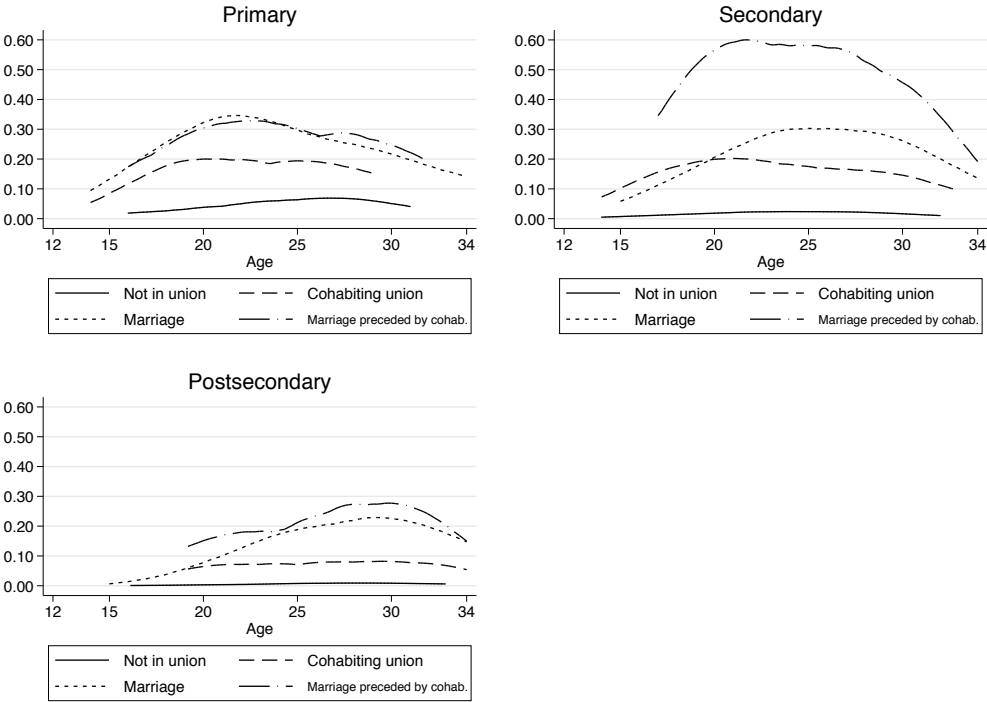 Primary
0.60
0.50
0.40
0.30
0.20
0.10
0.00
12 15 20 25 30 34
Age
Not in union Cohabiting union
Marriage Marriage preceded by cohab.
Secondary
0.60
0.50
0.40
0.30
0.20
0.10
0.00
12 15 20 25 30 34
Age
Not in union Cohabiting union
Marriage Marriage preceded by cohab.
Postsecondary
0.60
0.50
0.40
0.30
0.20
0.10
0.00
12 15 20 25 30 34
Age
Not in union Cohabiting union
Marriage Marriage preceded by cohab.